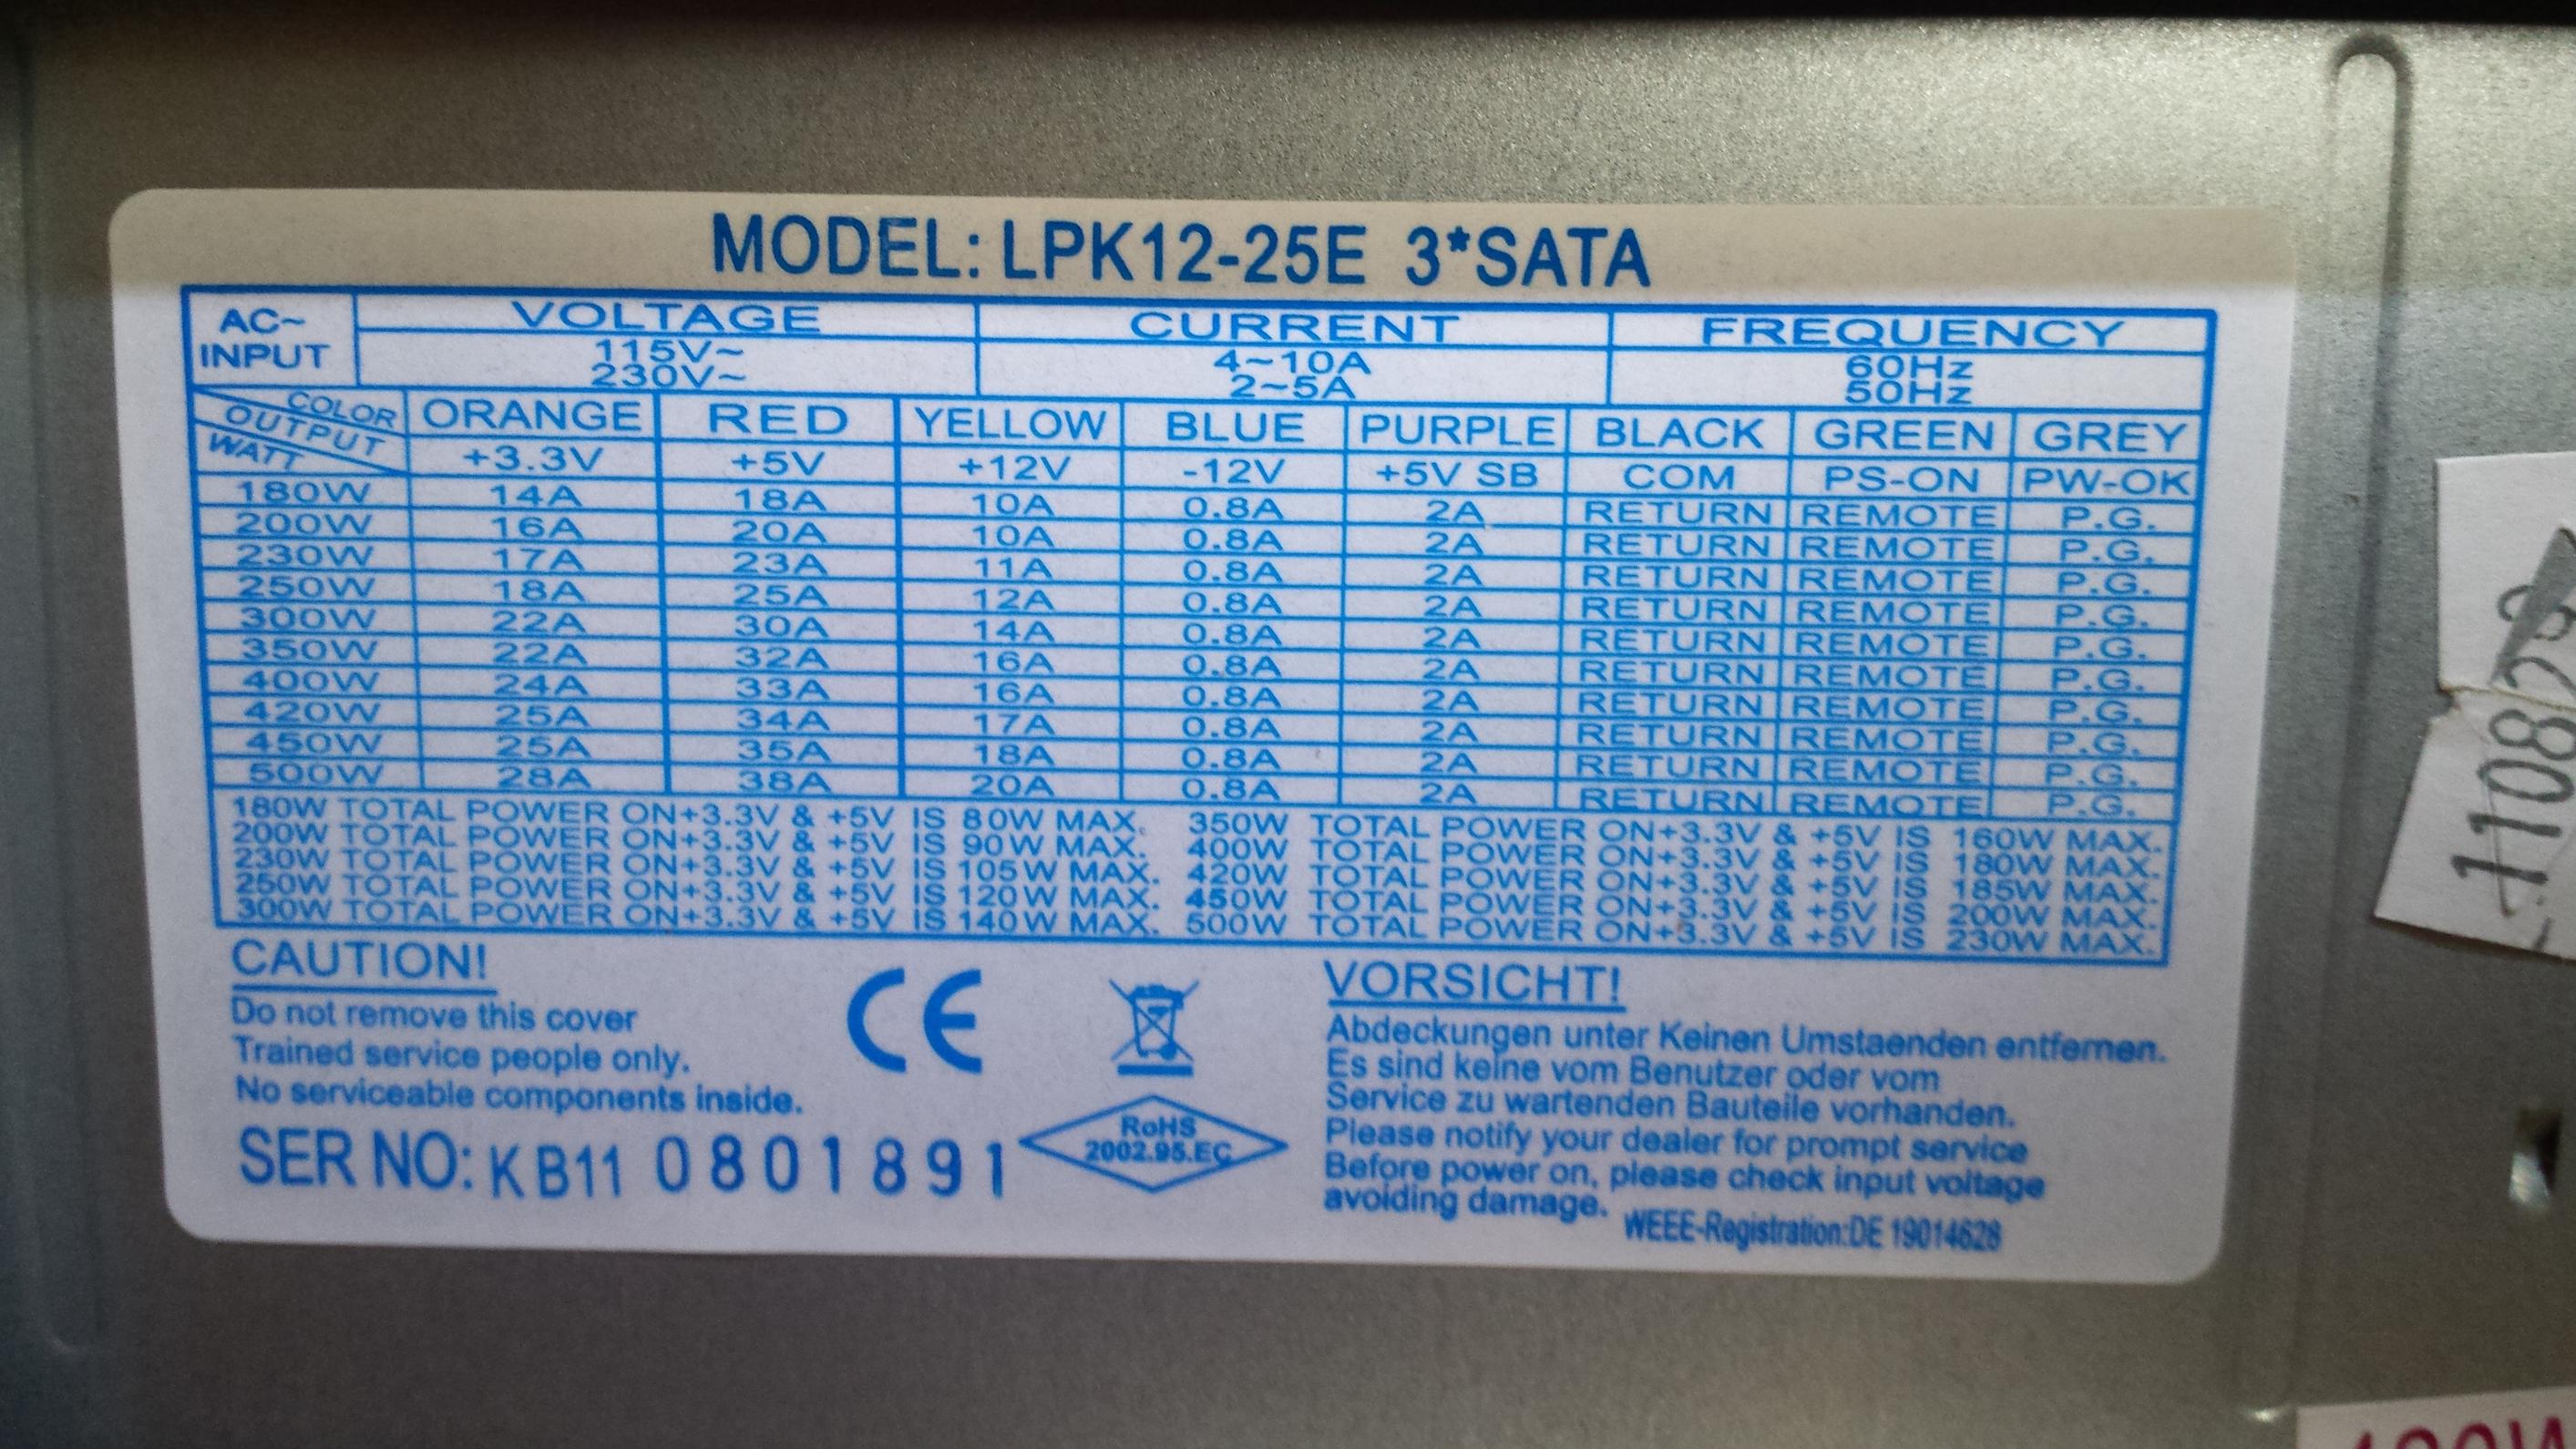 MODEL: LPK12-25E 3*SATA
AC~ INPUT VOLTAGE CURRENT FREQUENCY
115V~ 4~10A 60Hz
230V~ 2~5A 50Hz
COLOR OUTPUT WATT ORANGE RED YELLOW BLUE PURPLE BLACK GREEN GREY
+3.3V +5V +12V -12V +5V SB COM PS-ON PW-OK
180W 14A 18A 10A 0.8A 2A RETURN REMOTE P.G.
200W 16A 20A 10A 0.8A 2A RETURN REMOTE P.G.
230W 17A 23A 11A 0.8A 2A RETURN REMOTE P.G.
250W 18A 25A 12A 0.8A 2A RETURN REMOTE P.G.
300W 22A 30A 14A 0.8A 2A RETURN REMOTE P.G.
350W 22A 32A 16A 0.8A 2A RETURN REMOTE P.G.
400W 24A 33A 16A 0.8A 2A RETURN REMOTE P.G.
420W 25A 34A 17A 0.8A 2A RETURN REMOTE P.G.
450W 25A 35A 18A 0.8A 2A RETURN REMOTE P.G.
500W 28A 38A 20A 0.8A 2A RETURN REMOTE P.G.
180W TOTAL POWER ON+3.3V & +5V IS 80W MAX. 350W TOTAL POWER ON+3.3V & +5V IS 160W MAX.
200W TOTAL POWER ON+3.3V & +5V IS 90W MAX. 400W TOTAL POWER ON+3.3V & +5V IS 180W MAX.
230W TOTAL POWER ON+3.3V & +5V IS 105W MAX. 420W TOTAL POWER ON+3.3V & +5V IS 185W MAX.
250W TOTAL POWER ON+3.3V & +5V IS 120W MAX. 450W TOTAL POWER ON+3.3V & +5V IS 200W MAX.
300W TOTAL POWER ON+3.3V & +5V IS 140W MAX. 500W TOTAL POWER ON+3.3V & +5V IS 230W MAX.
CAUTION!
Do not remove this cover
Trained service people only.
No serviceable components inside.
SER NO: KB11 0801891
CE
RoHS
2002.95.EC
VORSICHT!
Abdeckungen unter Keinen Umstaenden entfernen.
Es sind keine vom Benutzer oder vom
Service zu wartenden Bauteile vorhanden.
Please notify your dealer for prompt service
Before power on, please check input voltage
avoiding damage.
WEEE-Registration:DE 19014628